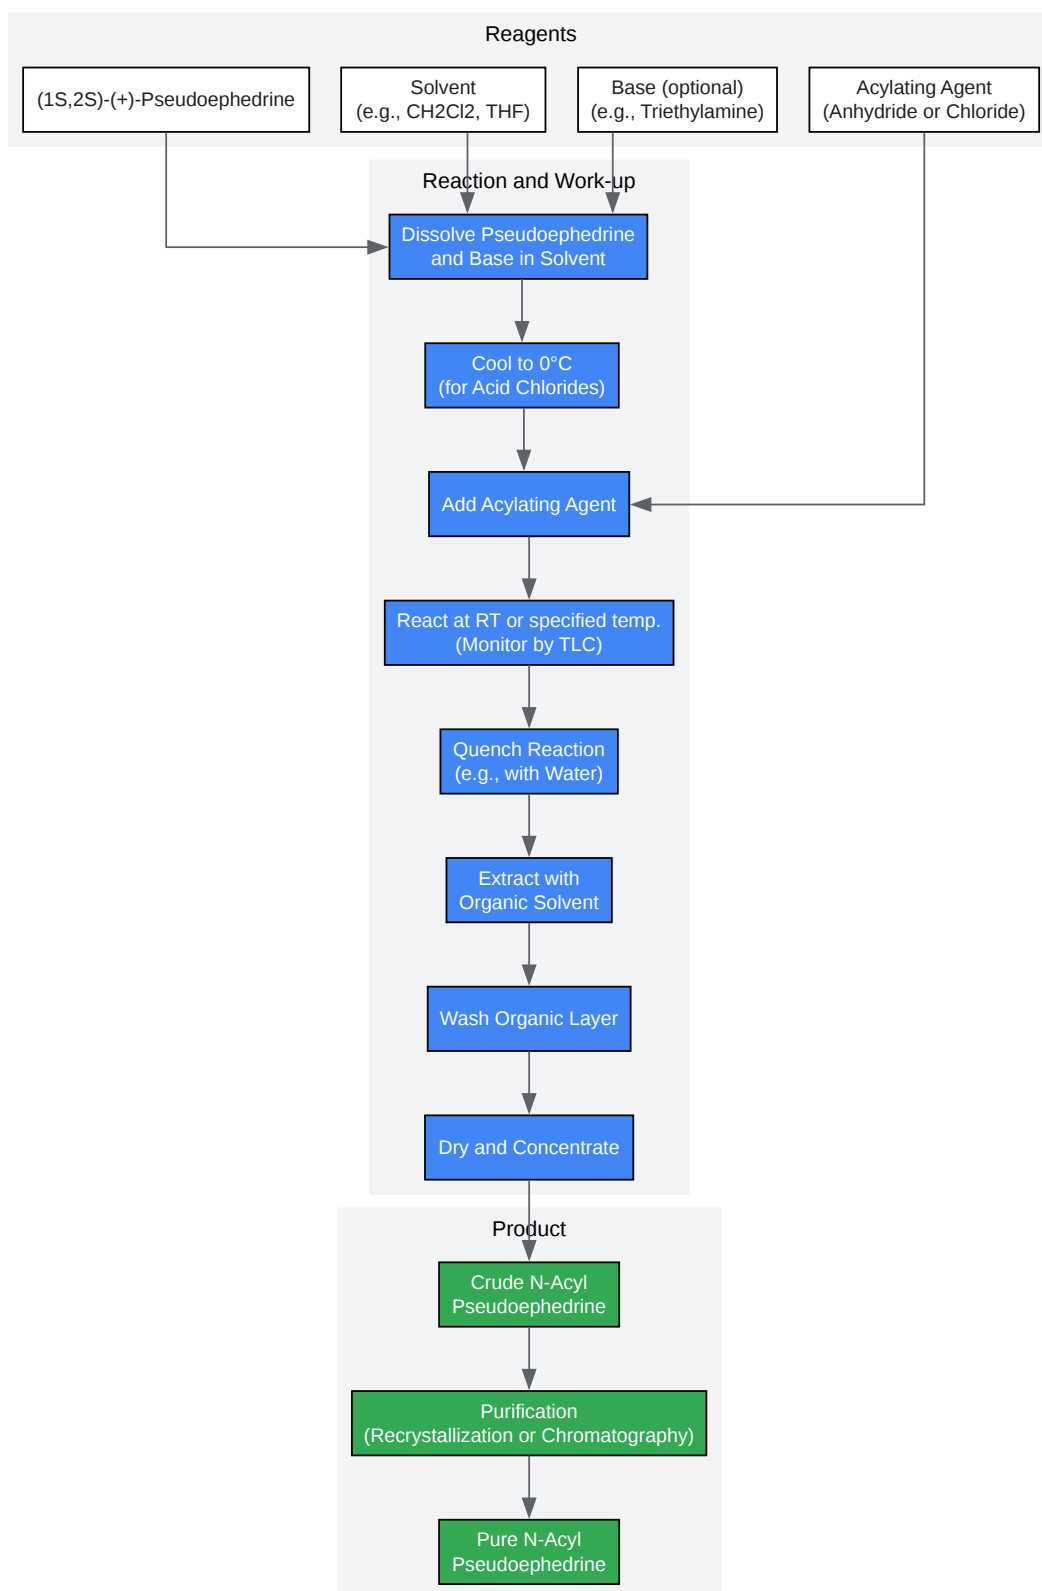 Reagents
(1S,2S)-(+)-Pseudoephedrine
Solvent
(e.g., CH2Cl2, THF)
Base (optional)
(e.g., Triethylamine)
Acylating Agent
(Anhydride or Chloride)
Reaction and Work-up
Dissolve Pseudoephedrine
and Base in Solvent
Cool to 0°C
(for Acid Chlorides)
Add Acylating Agent
React at RT or specified temp.
(Monitor by TLC)
Quench Reaction
(e.g., with Water)
Extract with
Organic Solvent
Wash Organic Layer
Dry and Concentrate
Product
Crude N-Acyl
Pseudoephedrine
Purification
(Recrystallization or Chromatography)
Pure N-Acyl
Pseudoephedrine